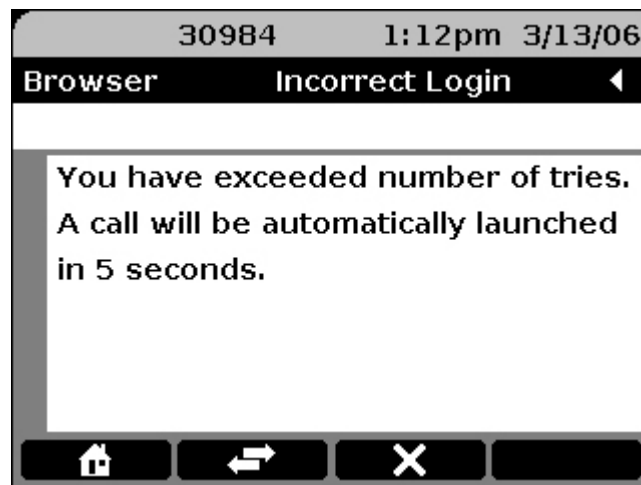 30984 1:12pm 3/13/06
Browser Incorrect Login
You have exceeded number of tries.
A call will be automatically launched
in 5 seconds.